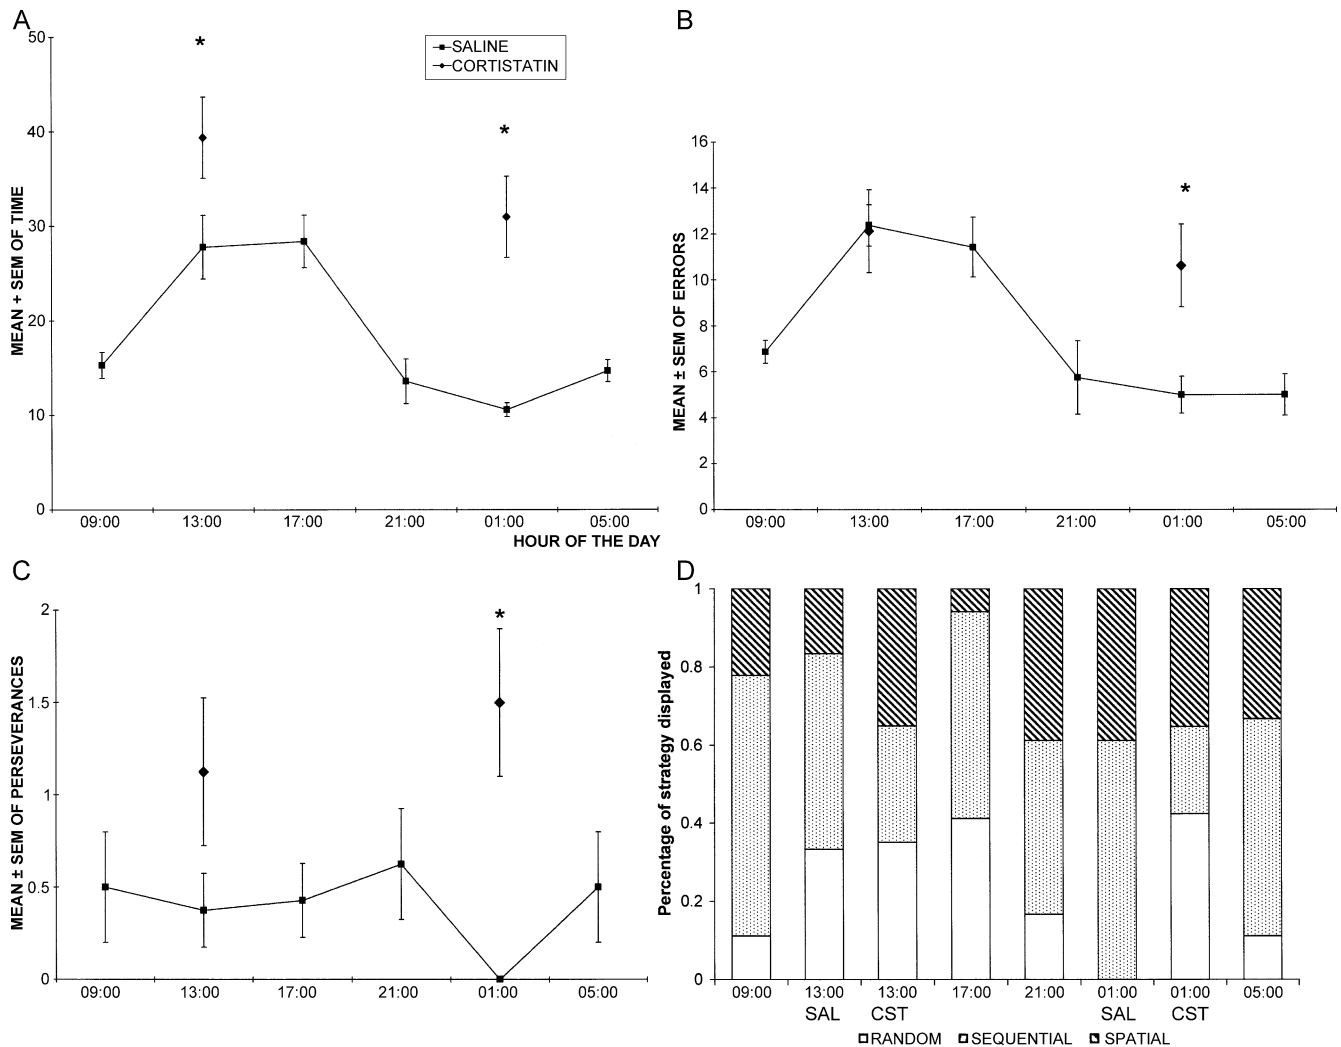 A
50
40
30
20
10
0
MEAN + SEM OF TIME
*
*
SALINE
CORTISTATIN
09:00 13:00 17:00 21:00 01:00 05:00
HOUR OF THE DAY
B
16
14
12
10
8
6
4
2
0
MEAN ± SEM OF ERRORS
*
09:00 13:00 17:00 21:00 01:00 05:00
C
2
1.5
1
0.5
0
MEAN ± SEM OF PERSEVERANCES
*
09:00 13:00 17:00 21:00 01:00 05:00
D
1
0.8
0.6
0.4
0.2
0
Percentage of strategy displayed
09:00 13:00 13:00 17:00 21:00 01:00 01:00 05:00
SAL CST SAL CST
RANDOM SEQUENTIAL SPATIAL